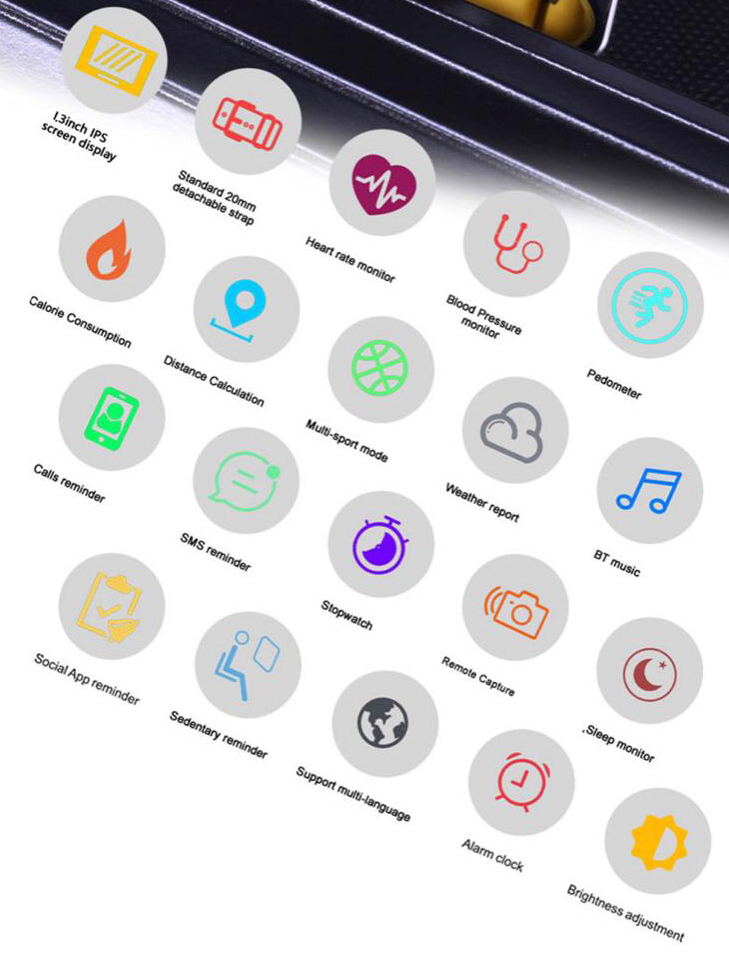 1.3inch IPS
screen display
Standard 20mm
detachable strap
Heart rate monitor
Blood Pressure
monitor
Pedometer
Calorie Consumption
Distance Calculation
Multi-sport mode
Weather report
BT music
Calls reminder
SMS reminder
Stopwatch
Remote Capture
,Sleep monitor
Social App reminder
Sedentary reminder
Support multi-language
Alarm clock
Brightness adjustment